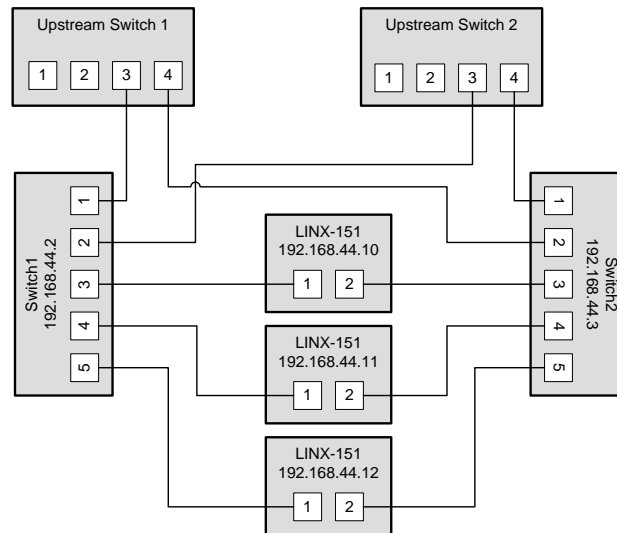 Upstream Switch 1
1 2 3 4
Upstream Switch 2
1 2 3 4
Switch1
192.168.44.2
1
2
3
4
5
LINX-151
192.168.44.10
1 2
LINX-151
192.168.44.11
1 2
LINX-151
192.168.44.12
1 2
Switch2
192.168.44.3
1
2
3
4
5